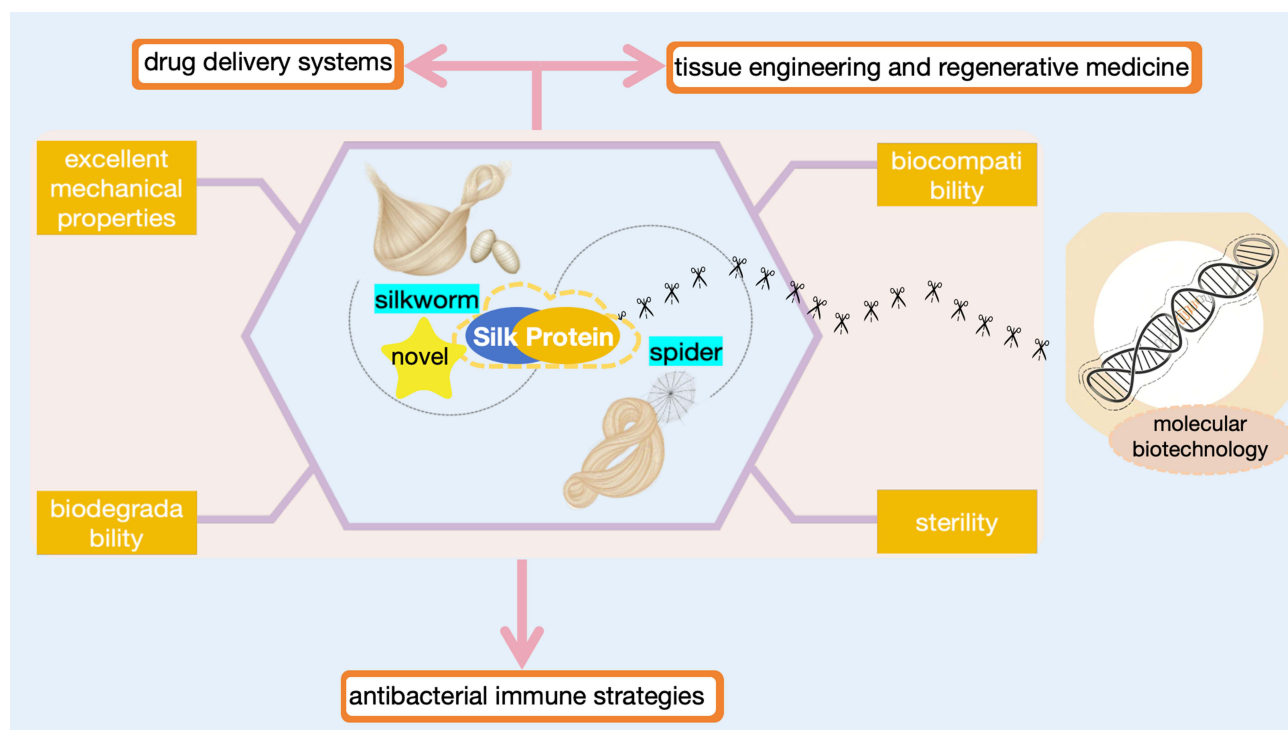 drug delivery systems
tissue engineering and regenerative medicine
excellent
mechanical
properties
biocompati
bility
silkworm
Silk Protein
novel
spider
molecular
biotechnology
biodegrada
bility
sterility
antibacterial immune strategies